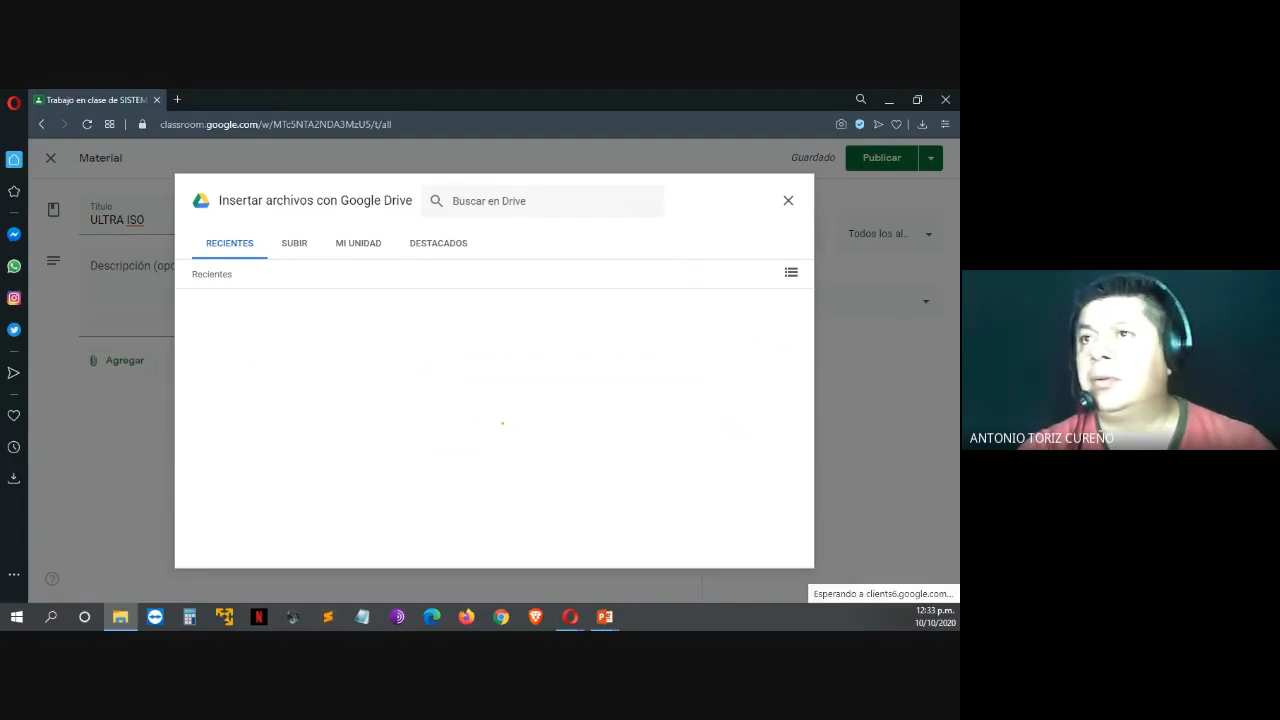 Trabajo en clase de SISTEM
classroom.google.com/w/MTc5NTA2NDA3MzU5/t/all
Material
Guardado
Publicar
Título
ULTRA ISO
Descripción (opc
Agregar
Todos los al...
Insertar archivos con Google Drive
Buscar en Drive
RECIENTES
SUBIR
MI UNIDAD
DESTACADOS
Recientes
ANTONIO TORIZ CUREÑO
Esperando a clients6.google.com...
12:33 p.m.
10/10/2020